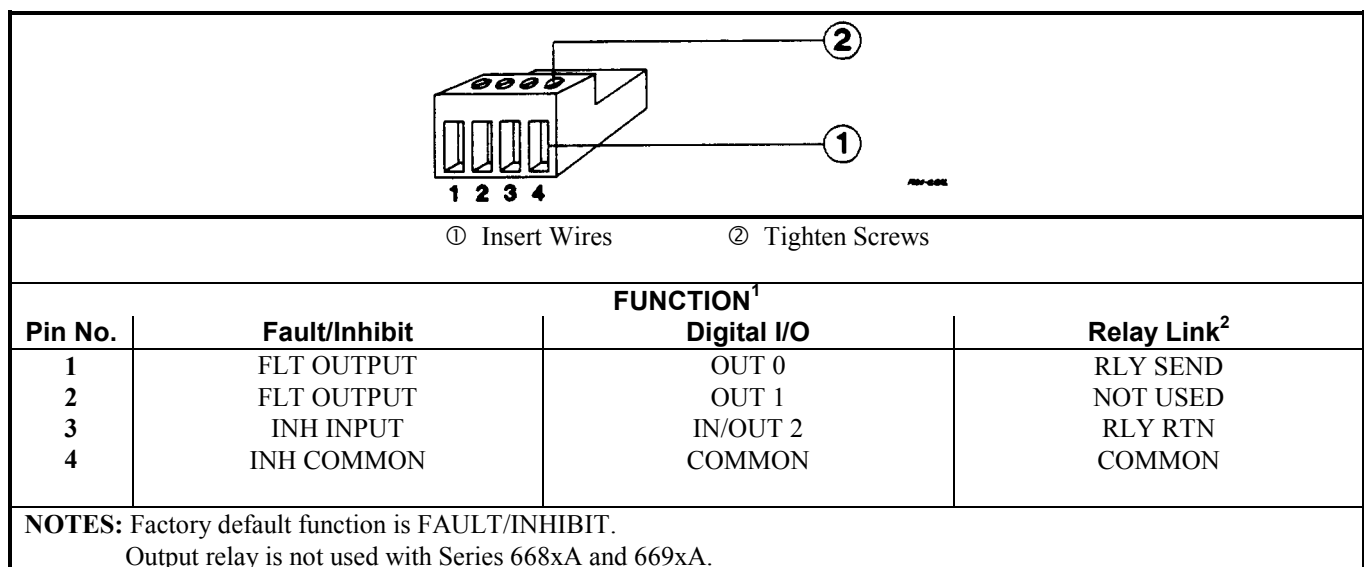 2
1
1 2 3 4
① Insert Wires ② Tighten Screws
FUNCTION1
Pin No. Fault/Inhibit Digital I/O Relay Link2
1 FLT OUTPUT OUT 0 RLY SEND
2 FLT OUTPUT OUT 1 NOT USED
3 INH INPUT IN/OUT 2 RLY RTN
4 INH COMMON COMMON COMMON
NOTES: Factory default function is FAULT/INHIBIT.
Output relay is not used with Series 668xA and 669xA.